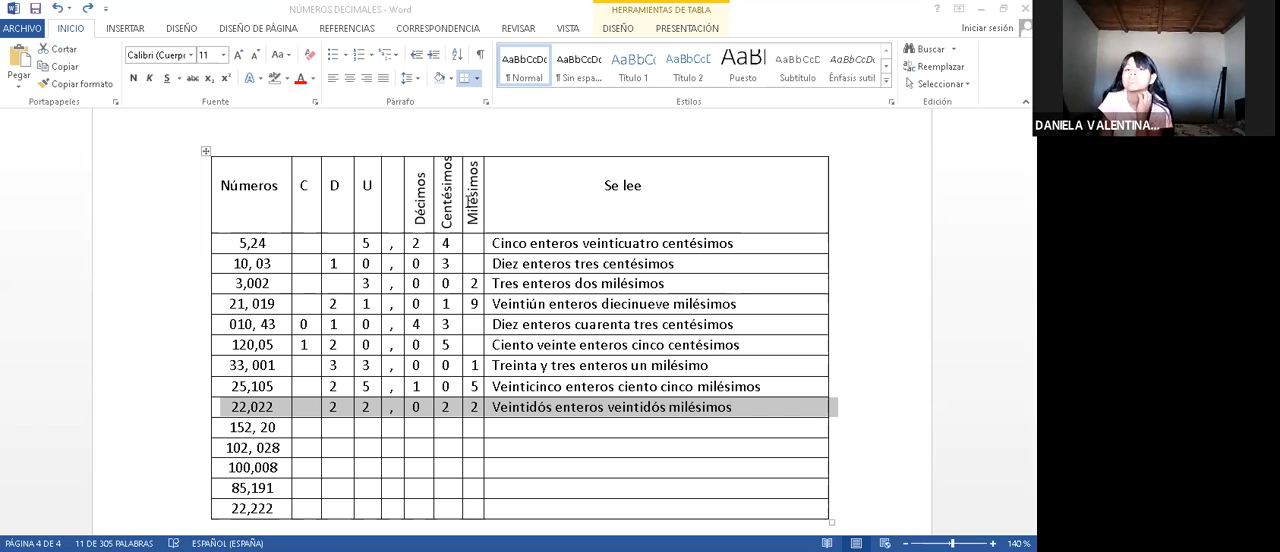 NÚMEROS DECIMALES - Word
HERRAMIENTAS DE TABLA
ARCHIVO INICIO INSERTAR DISEÑO DISEÑO DE PÁGINA REFERENCIAS CORRESPONDENCIA REVISAR VISTA DISEÑO PRESENTACIÓN Iniciar sesión
Pegar
Cortar
Copiar
Copiar formato
Portapapeles
Calibri (Cuerpo 11
Fuente
Párrafo
AaBbCcDc AaBbCcDc AaBbCc AaBbCcD AaBl AaBbCcD AaBbCcDc
¶ Normal ¶ Sin espa... Título 1 Título 2 Puesto Subtítulo Énfasis sutil
Estilos
Buscar
Reemplazar
Seleccionar
Edición
DANIELA VALENTINA...
Números C D U Décimos Centésimos Milésimos Se lee
5,24 5 , 2 4 Cinco enteros veinticuatro centésimos
10, 03 1 0 , 0 3 Diez enteros tres centésimos
3,002 3 , 0 0 2 Tres enteros dos milésimos
21, 019 2 1 , 0 1 9 Veintiún enteros diecinueve milésimos
010, 43 0 1 0 , 4 3 Diez enteros cuarenta tres centésimos
120,05 1 2 0 , 0 5 Ciento veinte enteros cinco centésimos
33, 001 3 3 , 0 0 1 Treinta y tres enteros un milésimo
25,105 2 5 , 1 0 5 Veinticinco enteros ciento cinco milésimos
22,022 2 2 , 0 2 2 Veintidós enteros veintidós milésimos
152, 20
102, 028
100,008
85,191
22,222
PÁGINA 4 DE 4 11 DE 305 PALABRAS ESPAÑOL (ESPAÑA) 140 %